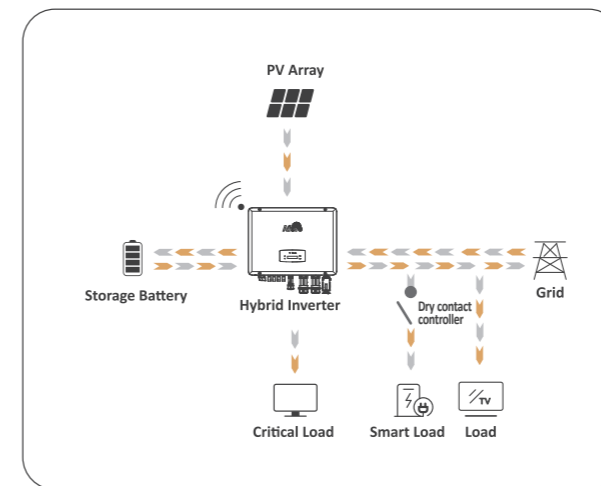 PV Array
Storage Battery
Hybrid Inverter
Grid
Dry contact
controller
TV
Critical Load
Smart Load
Load